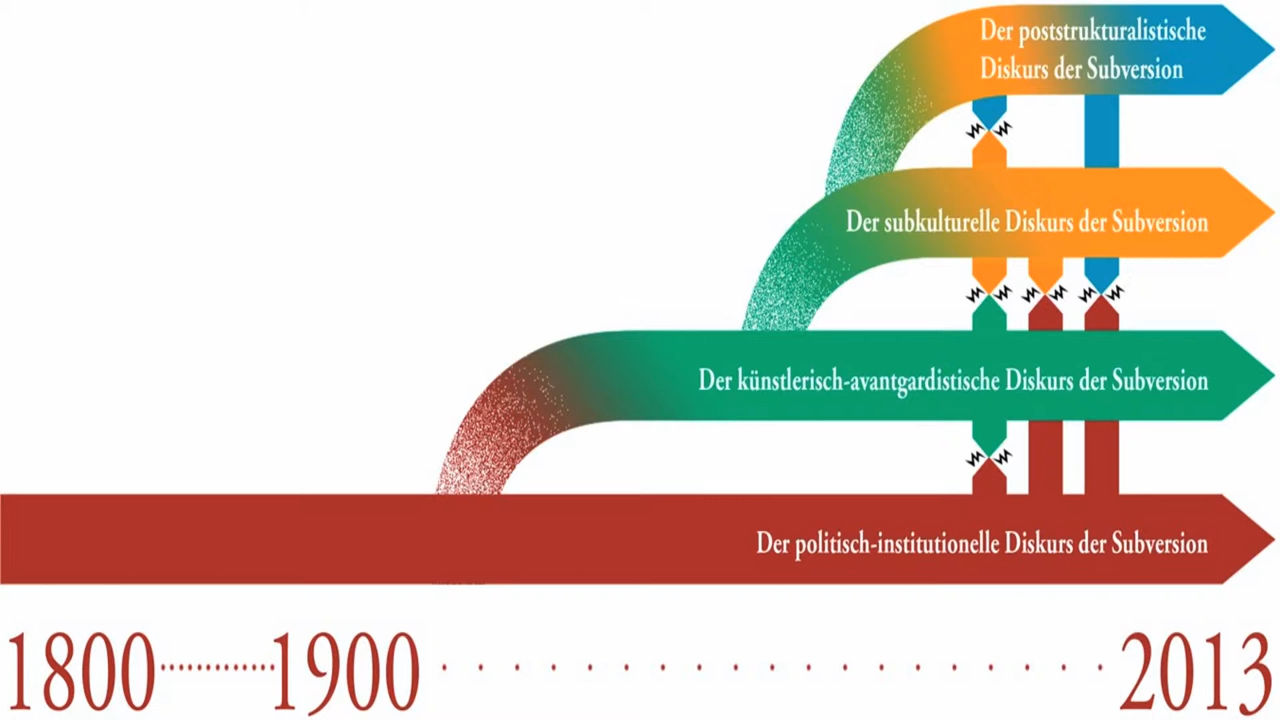 Der poststrukturalistische
Diskurs der Subversion
Der subkulturelle Diskurs der Subversion
Der künstlerisch-avantgardistische Diskurs der Subversion
Der politisch-institutionelle Diskurs der Subversion
1800 1900 2013